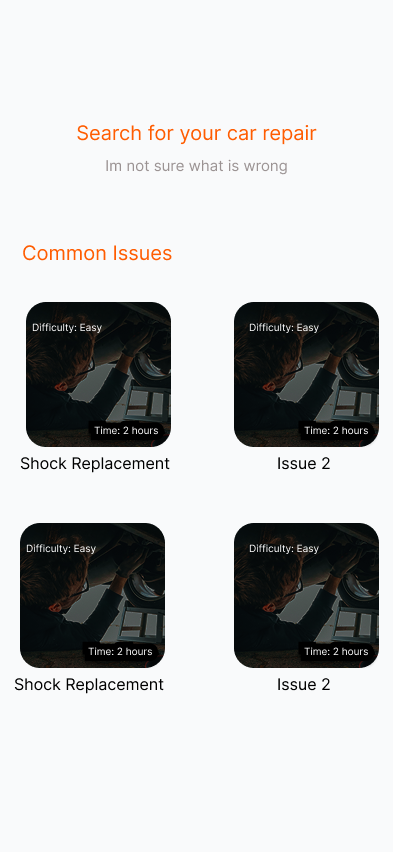 Search for your car repair
Im not sure what is wrong
Common Issues
Difficulty: Easy
Time: 2 hours
Shock Replacement
Difficulty: Easy
Time: 2 hours
Issue 2
Difficulty: Easy
Time: 2 hours
Shock Replacement
Difficulty: Easy
Time: 2 hours
Issue 2